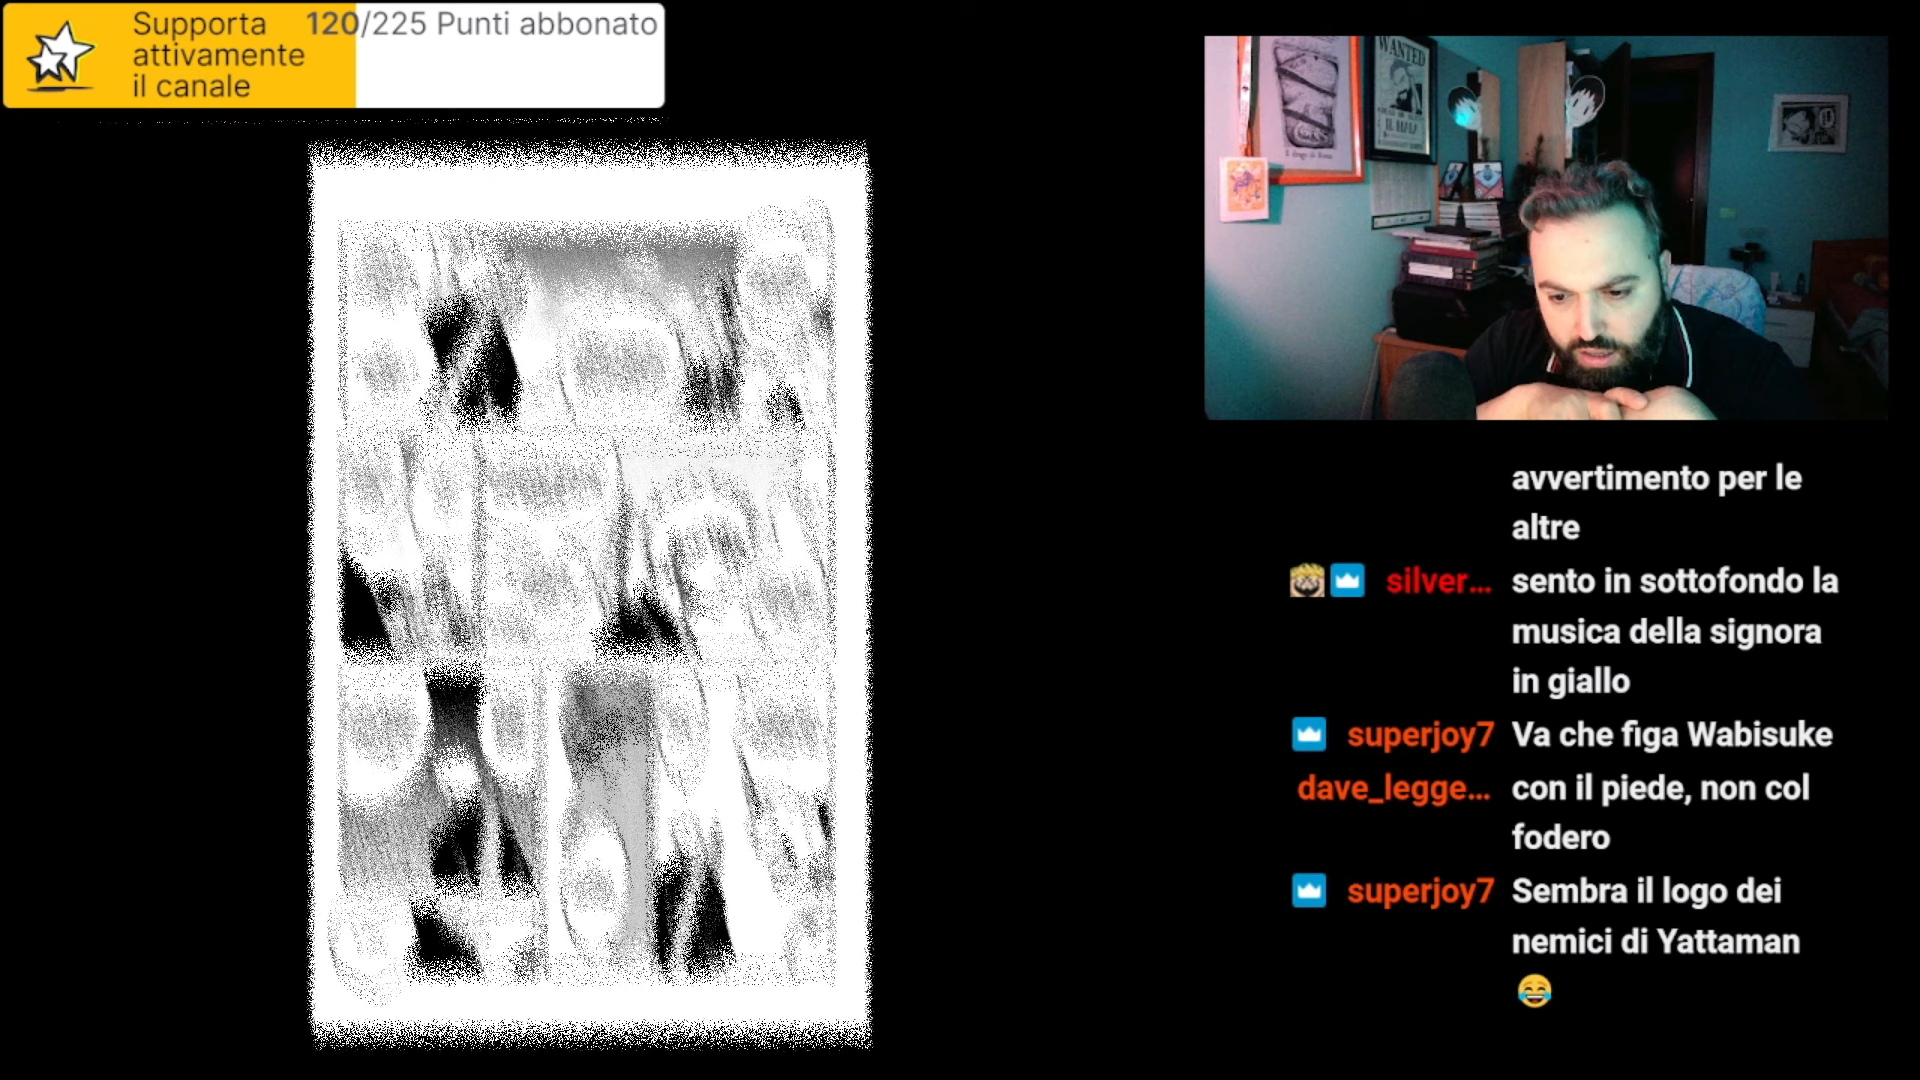 Supporta
attivamente
il canale
120/225 Punti abbonato
WANTED
avvertimento per le
altre
silver... sento in sottofondo la
musica della signora
in giallo
superjoy7 Va che figa Wabisuke
dave_legge... con il piede, non col
fodero
superjoy7 Sembra il logo dei
nemici di Yattaman
😂